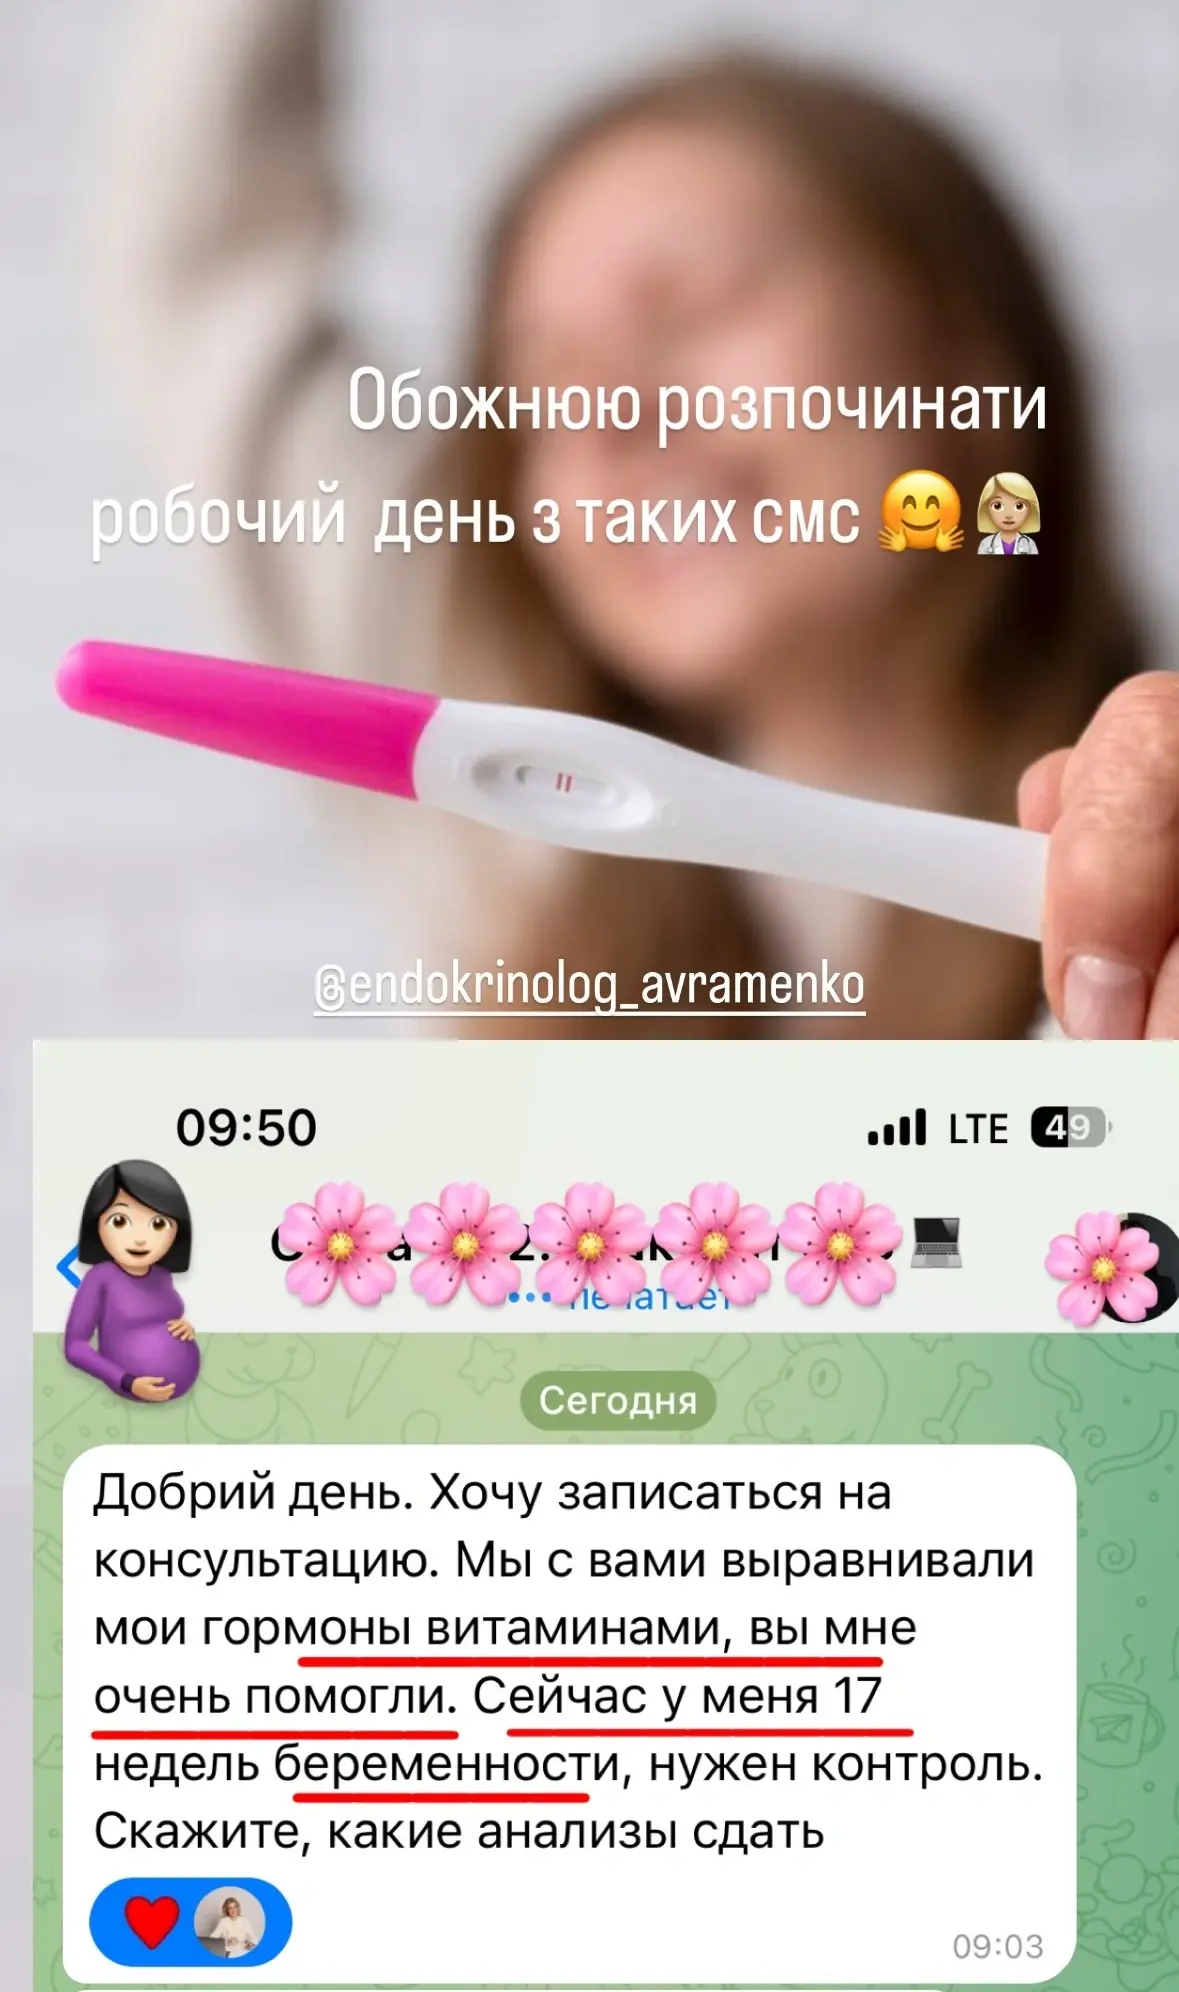 Обожнюю розпочинати
робочий день з таких смс
@endokrinolog_avramenko
09:50
LTE 49
Сегодня
Добрий день. Хочу записаться на
консультацию. Мы с вами выравнивали
мои гормоны витаминами, вы мне
очень помогли. Сейчас у меня 17
недель беременности, нужен контроль.
Скажите, какие анализы сдать
09:03